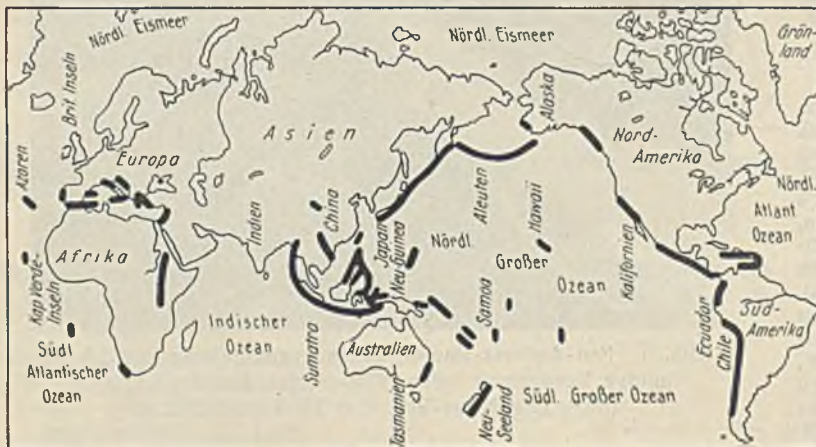 Nördl. Eismeer
Nördl. Eismeer
Grön-
land
Brit. Inseln
Azoren
Europa
Asien
Alaska
Nord-
Amerika
Nördl.
Atlant
Ozean
Afrika
Indien
China
Japan
Neu-Guinea
Aleuten
Nördl.
Großer
Ozean
Hawaii
Kalifornien
Kap Verde-
Inseln
Südl
Atlantischer
Ozean
Indischer
Ozean
Sumatra
Australien
Tasmanien
Samoa
Neu-
Seeland
Südl. Großer Ozean
Ecuador
Chile
Süd-
Amerika